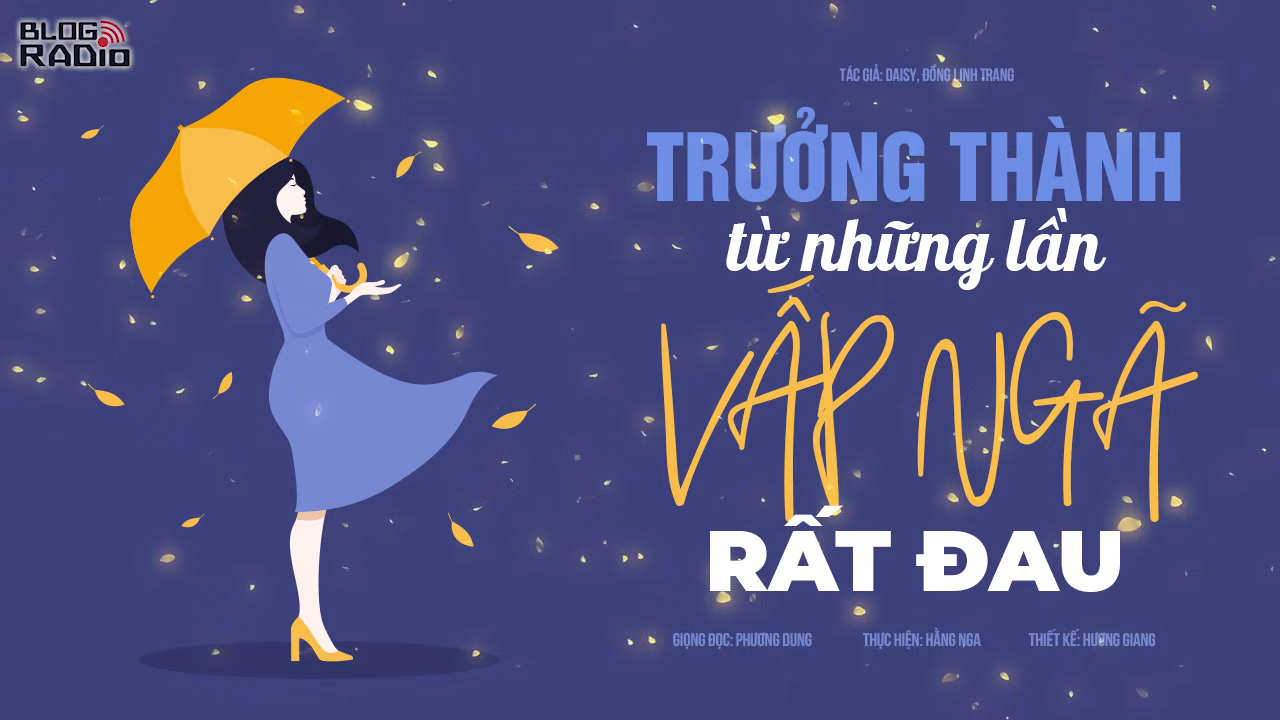 BLOG
RADIO
TÁC GIẢ: DAISY, ĐỒNG LINH TRANG
TRƯỞNG THÀNH
từ những lần
VẤP NGÃ
RẤT ĐAU
GIỌNG ĐỌC: PHƯƠNG DUNG THỰC HIỆN: HẰNG NGA THIẾT KẾ: HƯƠNG GIANG